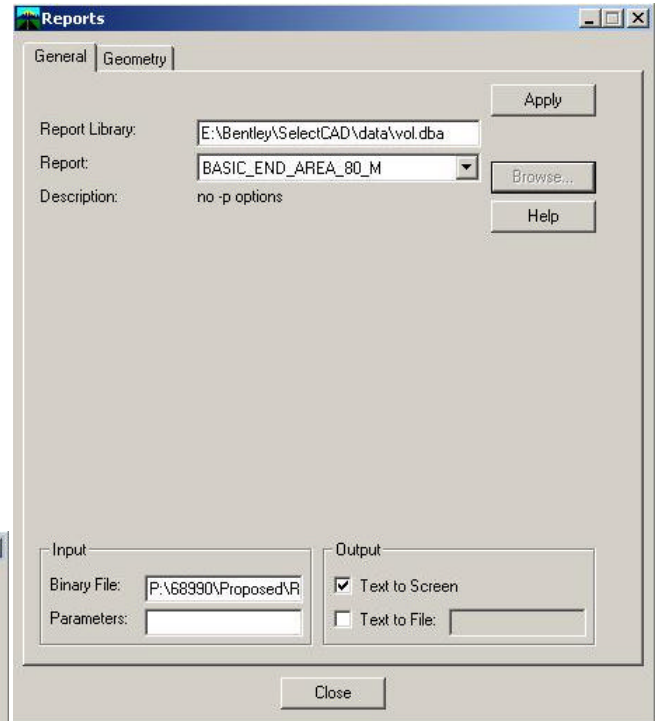 Reports
General Geometry
Apply
Report Library: E:\Bentley\SelectCAD\data\vol.dba
Report: BASIC_END_AREA_80_M
Browse...
Description: no -p options
Help
Input
Output
Binary File: P:\68990\Proposed\R
Text to Screen
Parameters:
Text to File:
Close